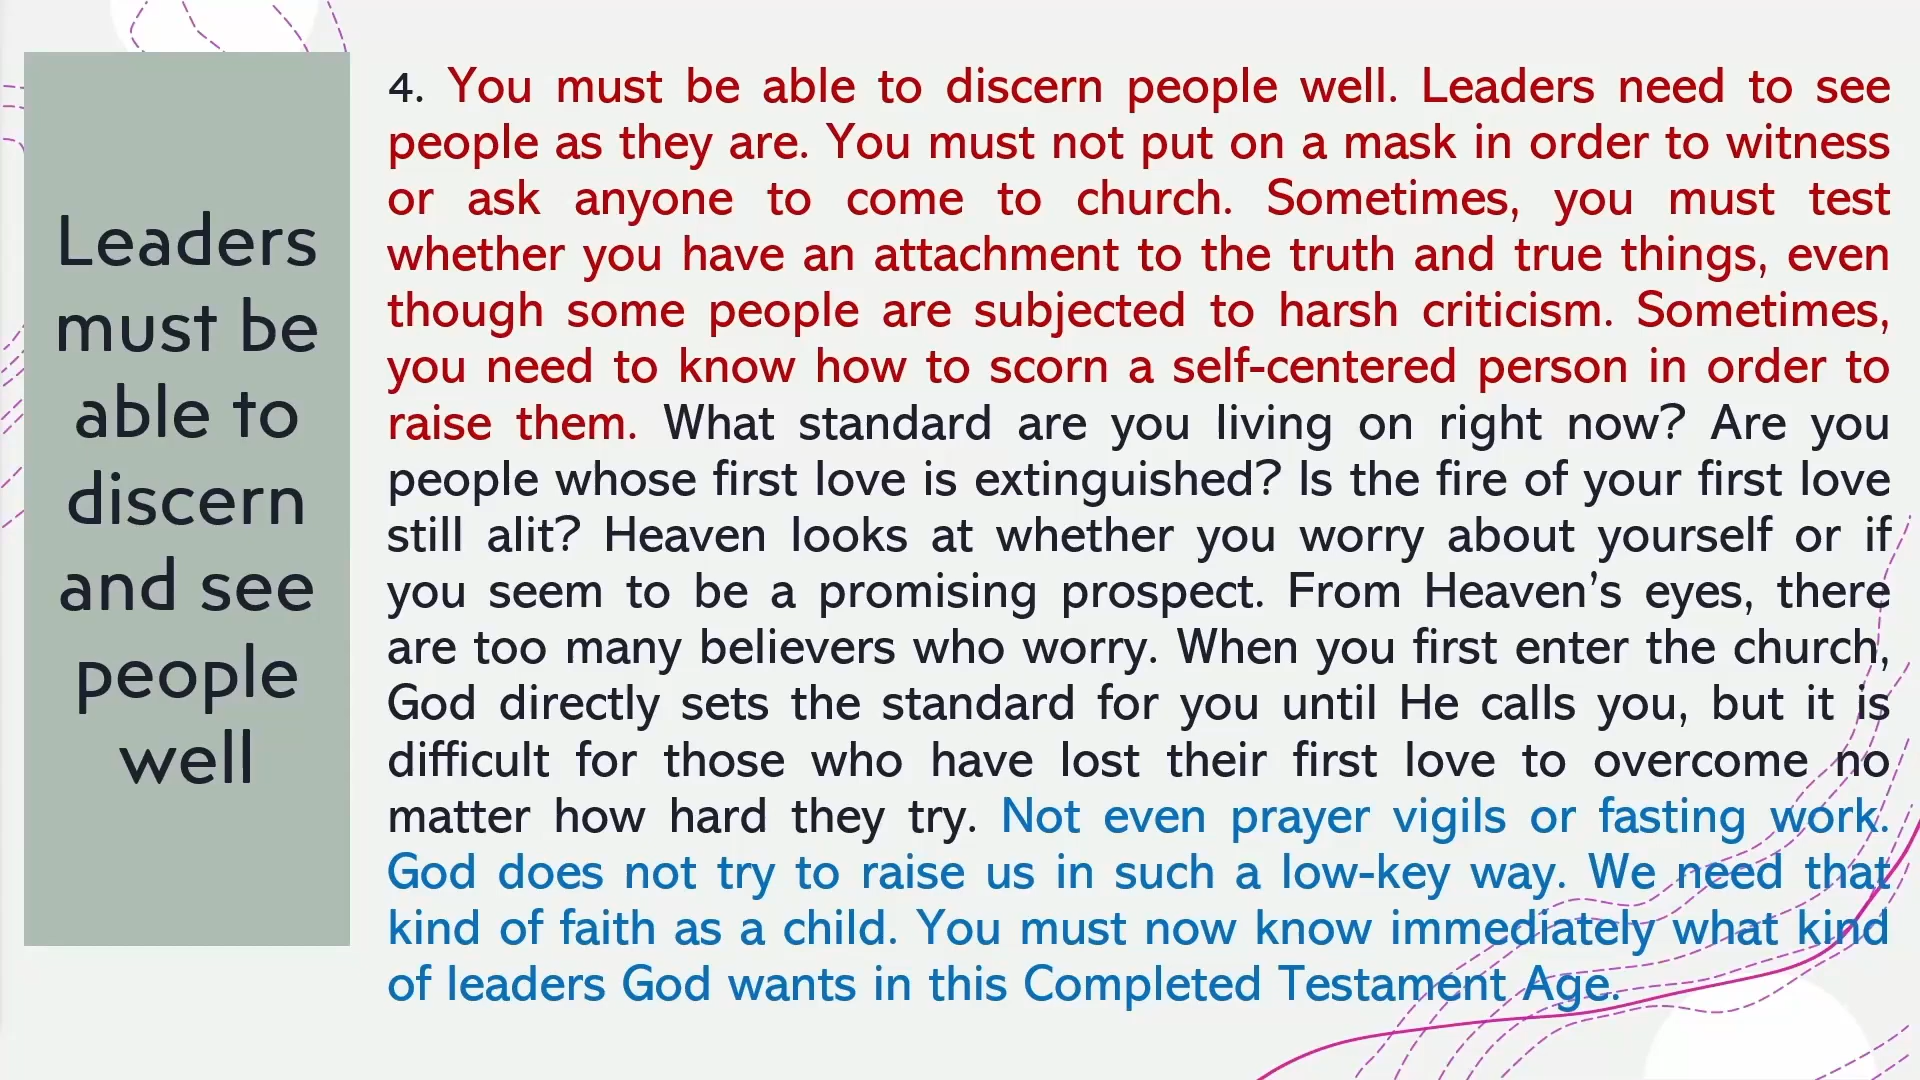 Leaders
must be
able to
discern
and see
people
well
4. You must be able to discern people well. Leaders need to see
people as they are. You must not put on a mask in order to witness
or ask anyone to come to church. Sometimes, you must test
whether you have an attachment to the truth and true things, even
though some people are subjected to harsh criticism. Sometimes,
you need to know how to scorn a self-centered person in order to
raise them. What standard are you living on right now? Are you
people whose first love is extinguished? Is the fire of your first love
still alit? Heaven looks at whether you worry about yourself or if
you seem to be a promising prospect. From Heaven’s eyes, there
are too many believers who worry. When you first enter the church,
God directly sets the standard for you until He calls you, but it is
difficult for those who have lost their first love to overcome no
matter how hard they try. Not even prayer vigils or fasting work.
God does not try to raise us in such a low-key way. We need that
kind of faith as a child. You must now know immediately what kind
of leaders God wants in this Completed Testament Age.